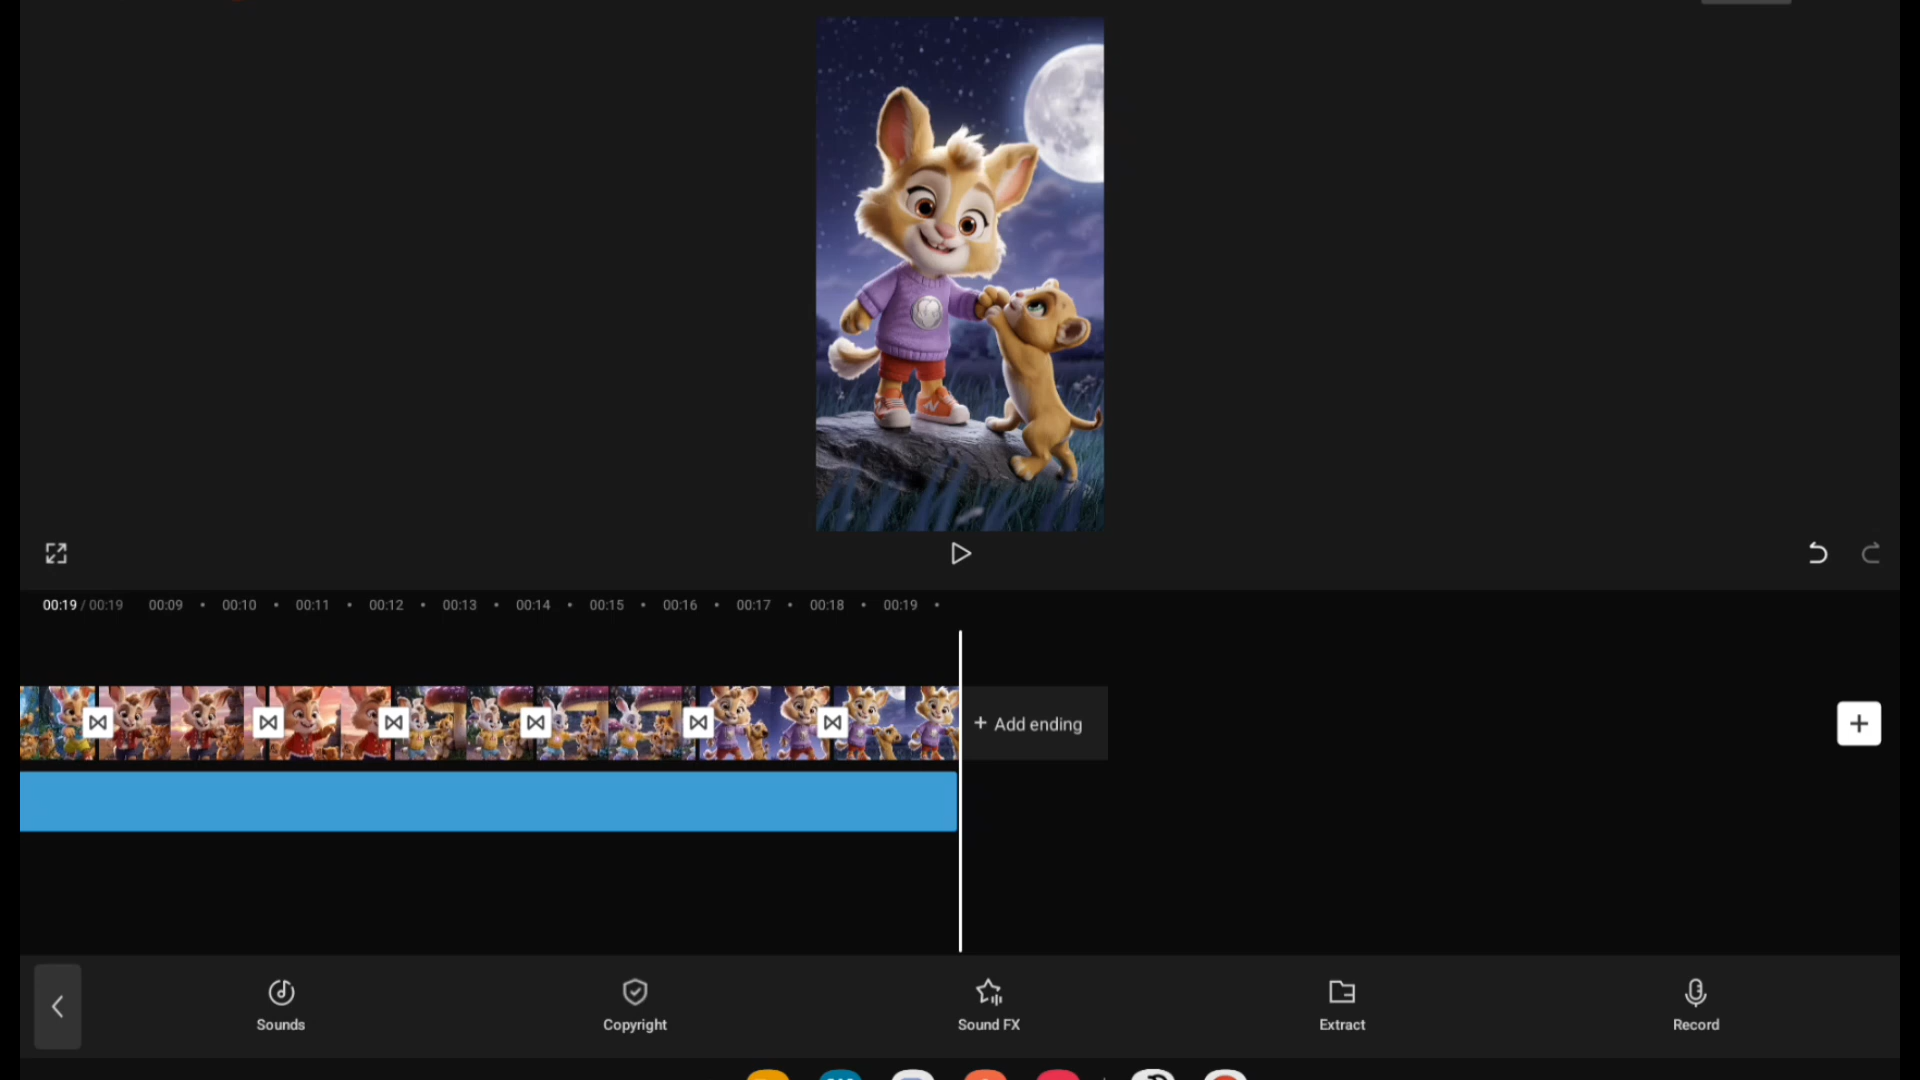 00:19 / 00:19 00:09 00:10 00:11 00:12 00:13 00:14 00:15 00:16 00:17 00:18 00:19
+ Add ending
Sounds Copyright Sound FX Extract Record